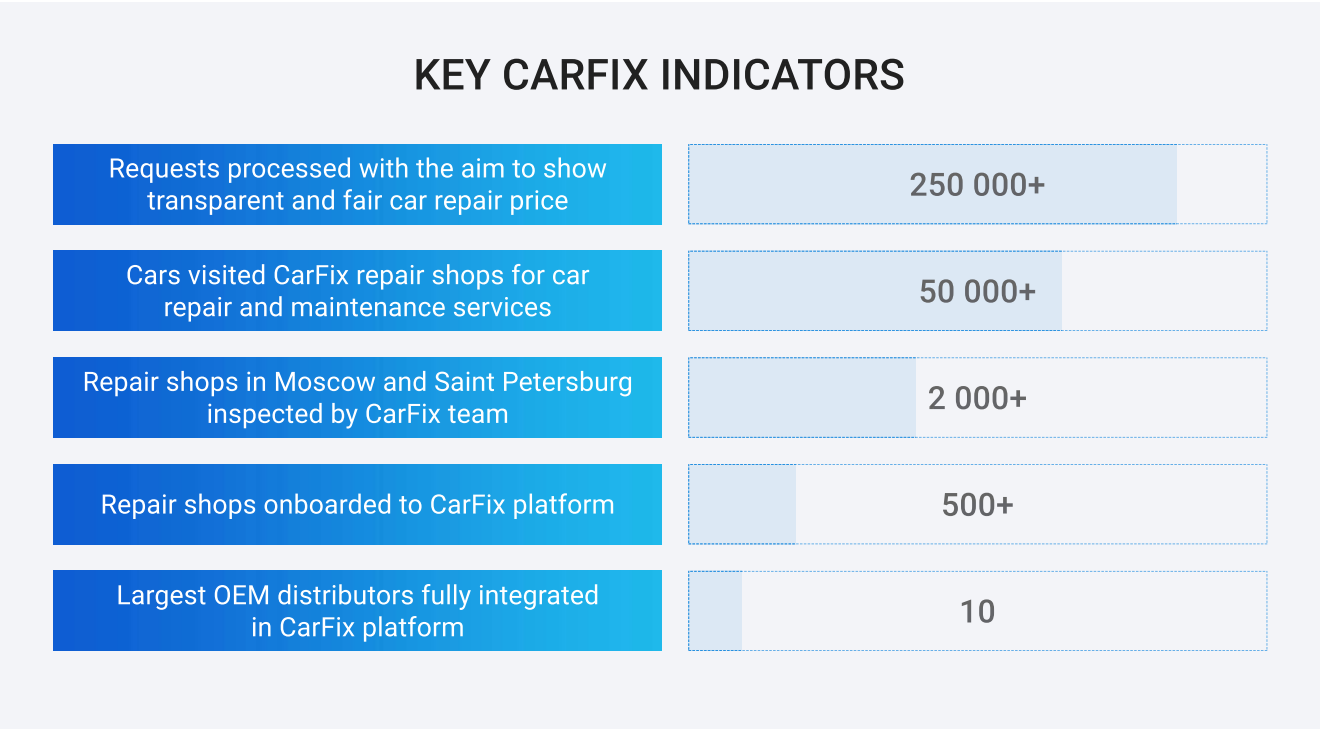 KEY CARFIX INDICATORS
Requests processed with the aim to show
transparent and fair car repair price
250 000+
Cars visited CarFix repair shops for car
repair and maintenance services
50 000+
Repair shops in Moscow and Saint Petersburg
inspected by CarFix team
2 000+
Repair shops onboarded to CarFix platform
500+
Largest OEM distributors fully integrated
in CarFix platform
10